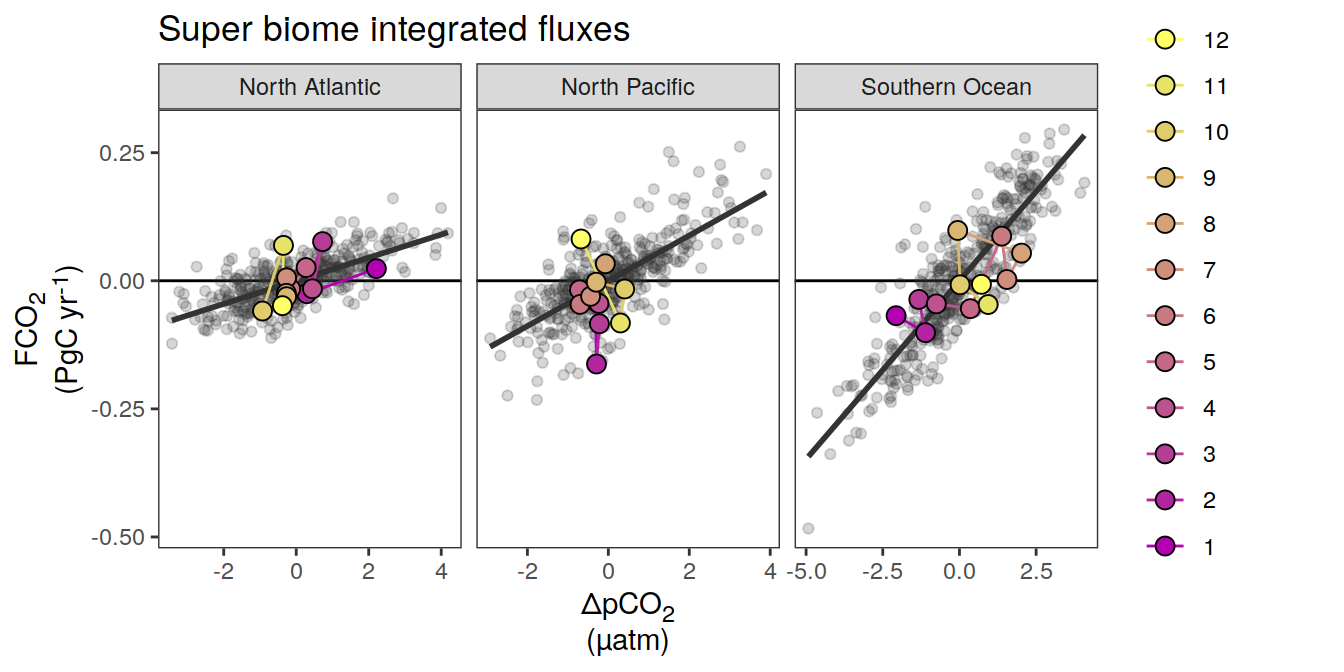 Super biome integrated fluxes
North Atlantic
North Pacific
Southern Ocean
0.25
0.00
-0.25
-0.50
FCO₂
(PgC yr⁻¹)
-2 0 2 4
-2 0 2 4
-5.0 -2.5 0.0 2.5
ΔpCO₂
(μatm)
12
11
10
9
8
7
6
5
4
3
2
1